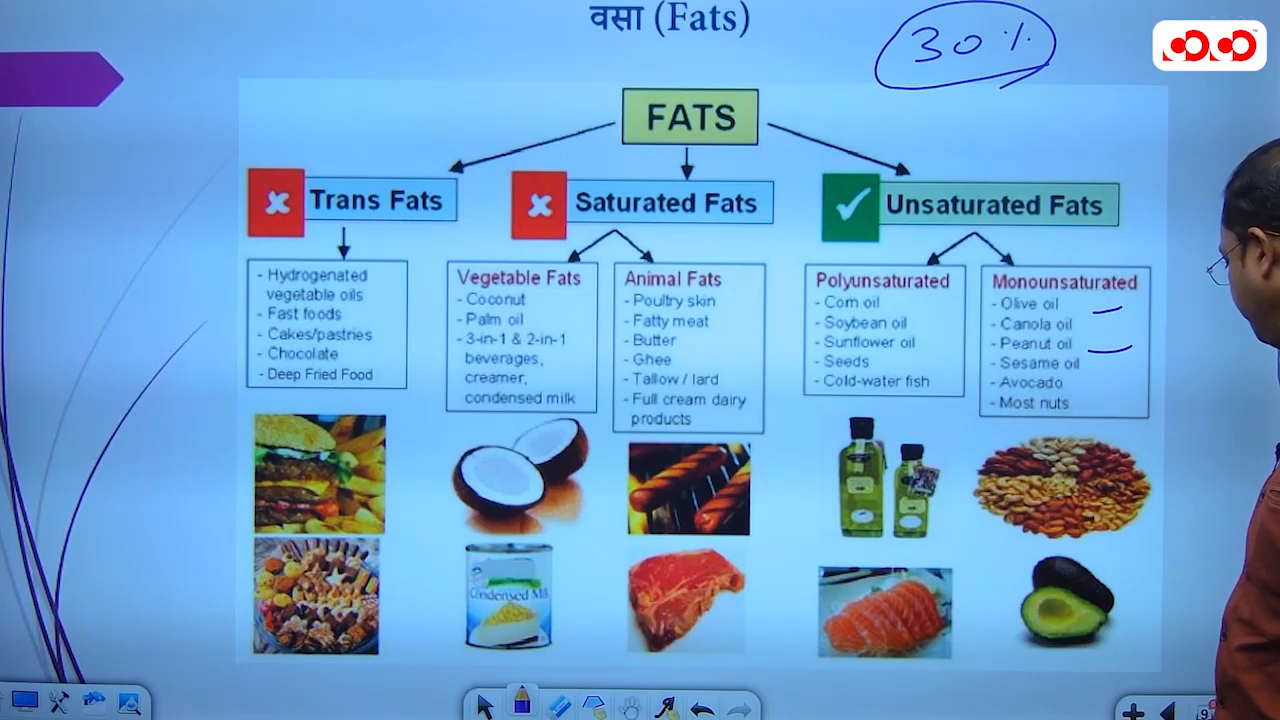 वसा (Fats)
30%
FATS
Trans Fats
Saturated Fats
Unsaturated Fats
- Hydrogenated
vegetable oils
- Fast foods
- Cakes/pastries
- Chocolate
- Deep Fried Food
Vegetable Fats
- Coconut
- Palm oil
- 3-in-1 & 2-in-1
beverages,
creamer,
condensed milk
Animal Fats
- Poultry skin
- Fatty meat
- Butter
- Ghee
- Tallow / lard
- Full cream dairy
products
Polyunsaturated
- Corn oil
- Soybean oil
- Sunflower oil
- Seeds
- Cold-water fish
Monounsaturated
- Olive oil
- Canola oil
- Peanut oil
- Sesame oil
- Avocado
- Most nuts
Condensed